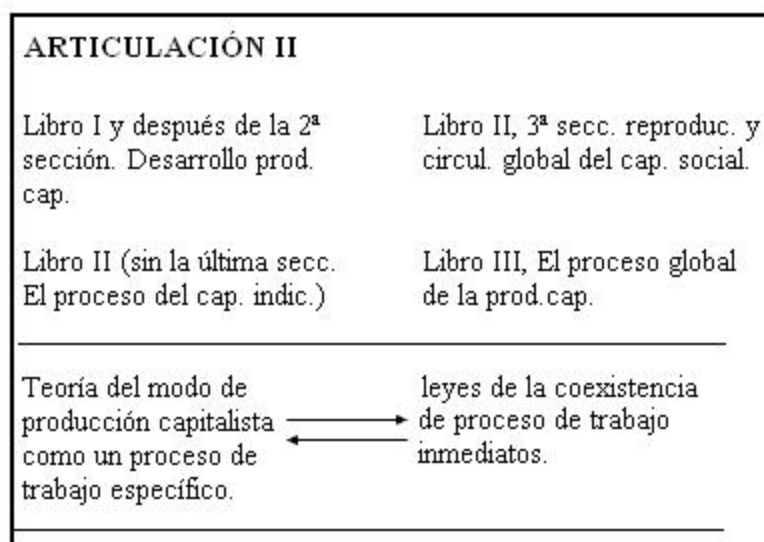 ARTICULACIÓN II
Libro I y después de la 2ª
sección. Desarrollo prod.
cap.
Libro II, 3ª secc. reproduc. y
circul. global del cap. social.
Libro II (sin la última secc.
El proceso del cap. indic.)
Libro III, El proceso global
de la prod.cap.
Teoría del modo de
producción capitalista
como un proceso de
trabajo específico.
leyes de la coexistencia
de proceso de trabajo
inmediatos.